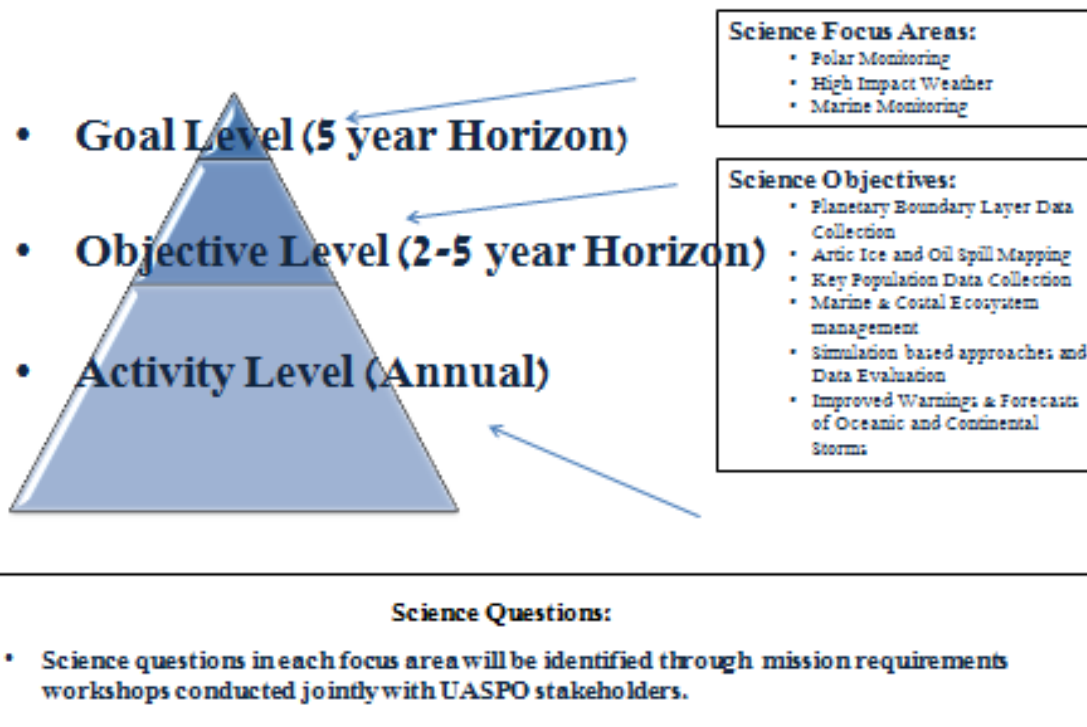 Science Focus Areas:
• Polar Monitoring
• High Impact Weather
• Marine Monitoring
• Goal Level (5 year Horizon)
Science Objectives:
• Planetary Boundary Layer Data
Collection
• Artic Ice and Oil Spill Mapping
• Key Population Data Collection
• Marine & Costal Ecosystem
management
• Simulation based approaches and
Data Evaluation
• Improved Warnings & Forecasts
of Oceanic and Continental
Storms
• Objective Level (2-5 year Horizon)
• Activity Level (Annual)
Science Questions:
• Science questions in each focus area will be identified through mission requirements
workshops conducted jointly with UASPO stakeholders.